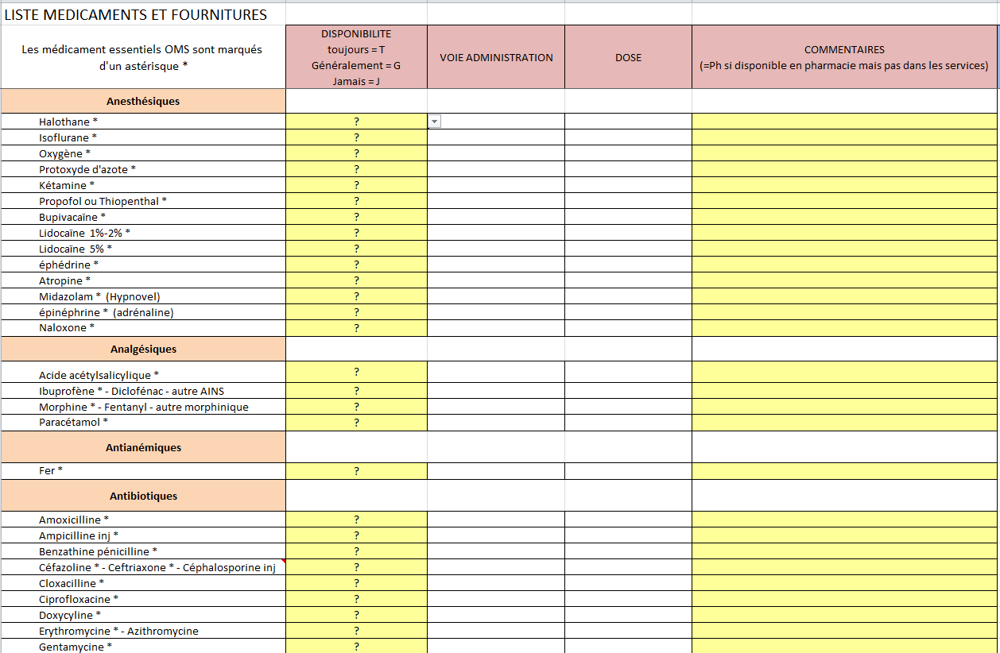 LISTE MEDICAMENTS ET FOURNITURES
Les médicament essentiels OMS sont marqués
d'un astérisque *
DISPONIBILITE
toujours = T
Généralement = G
Jamais = J
VOIE ADMINISTRATION
DOSE
COMMENTAIRES
(=Ph si disponible en pharmacie mais pas dans les services)
Anesthésiques
Halothane * ?
Isoflurane * ?
Oxygène * ?
Protoxyde d'azote * ?
Kétamine * ?
Propofol ou Thiopenthal * ?
Bupivacaïne * ?
Lidocaïne 1%-2% * ?
Lidocaïne 5% * ?
éphédrine * ?
Atropine * ?
Midazolam * (Hypnovel) ?
épinéphrine * (adrénaline) ?
Naloxone * ?
Analgésiques
Acide acétylsalicylique * ?
Ibuprofène * - Diclofénac - autre AINS ?
Morphine * - Fentanyl - autre morphinique ?
Paracétamol * ?
Antianémiques
Fer * ?
Antibiotiques
Amoxicilline * ?
Ampicilline inj * ?
Benzathine pénicilline * ?
Céfazoline * - Ceftriaxone * - Céphalosporine inj ?
Cloxacilline * ?
Ciprofloxacine * ?
Doxycyline * ?
Erythromycine * - Azithromycine ?
Gentamycine * ?